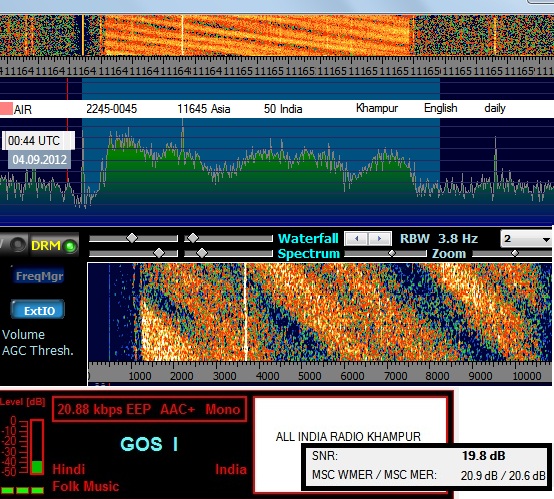 11164 11164 11164 11164 11165 11165 11165 11165 11165 11165 11165
AIR 2245-0045 11645 Asia 50 India Khampur English daily
00:44 UTC
04.09.2012
DRM
Waterfall RBW 3.8 Hz 2
Spectrum Zoom
FreqMgr
ExtIO
Volume
AGC Thresh.
1000 2000 3000 4000 5000 6000 7000 8000 9000 10000
Level [dB]
0
-10
-20
-30
-40
-50
20.88 kbps EEP AAC+ Mono
GOS I
Hindi India
Folk Music
ALL INDIA RADIO KHAMPUR
SNR: 19.8 dB
MSC WMER / MSC MER: 20.9 dB / 20.6 dB